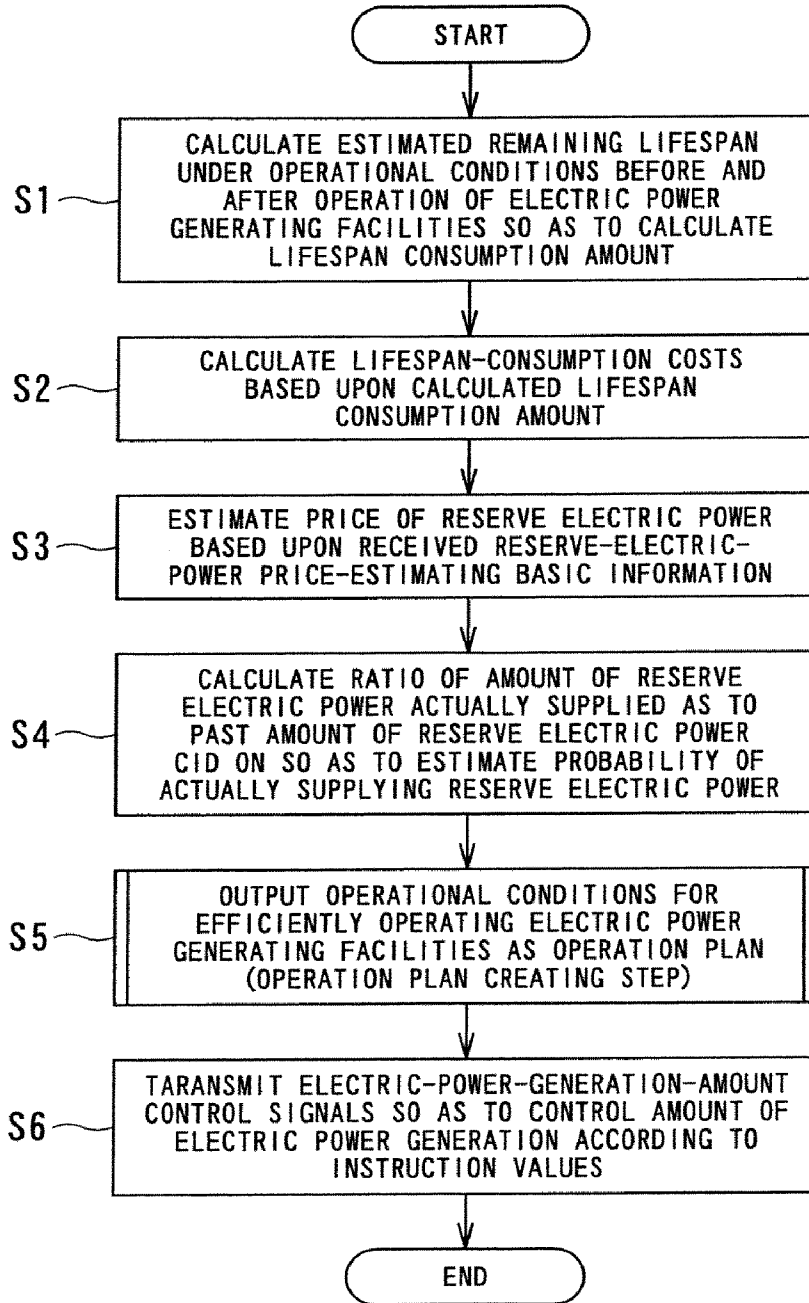 START
S1
CALCULATE ESTIMATED REMAINING LIFESPAN
UNDER OPERATIONAL CONDITIONS BEFORE AND
AFTER OPERATION OF ELECTRIC POWER
GENERATING FACILITIES SO AS TO CALCULATE
LIFESPAN CONSUMPTION AMOUNT
S2
CALCULATE LIFESPAN-CONSUMPTION COSTS
BASED UPON CALCULATED LIFESPAN
CONSUMPTION AMOUNT
S3
ESTIMATE PRICE OF RESERVE ELECTRIC POWER
BASED UPON RECEIVED RESERVE-ELECTRIC-
POWER PRICE-ESTIMATING BASIC INFORMATION
S4
CALCULATE RATIO OF AMOUNT OF RESERVE
ELECTRIC POWER ACTUALLY SUPPLIED AS TO
PAST AMOUNT OF RESERVE ELECTRIC POWER
CID ON SO AS TO ESTIMATE PROBABILITY OF
ACTUALLY SUPPLYING RESERVE ELECTRIC POWER
S5
OUTPUT OPERATIONAL CONDITIONS FOR
EFFICIENTLY OPERATING ELECTRIC POWER
GENERATING FACILITIES AS OPERATION PLAN
(OPERATION PLAN CREATING STEP)
S6
TARANSMIT ELECTRIC-POWER-GENERATION-AMOUNT
CONTROL SIGNALS SO AS TO CONTROL AMOUNT OF
ELECTRIC POWER GENERATION ACCORDING TO
INSTRUCTION VALUES
END